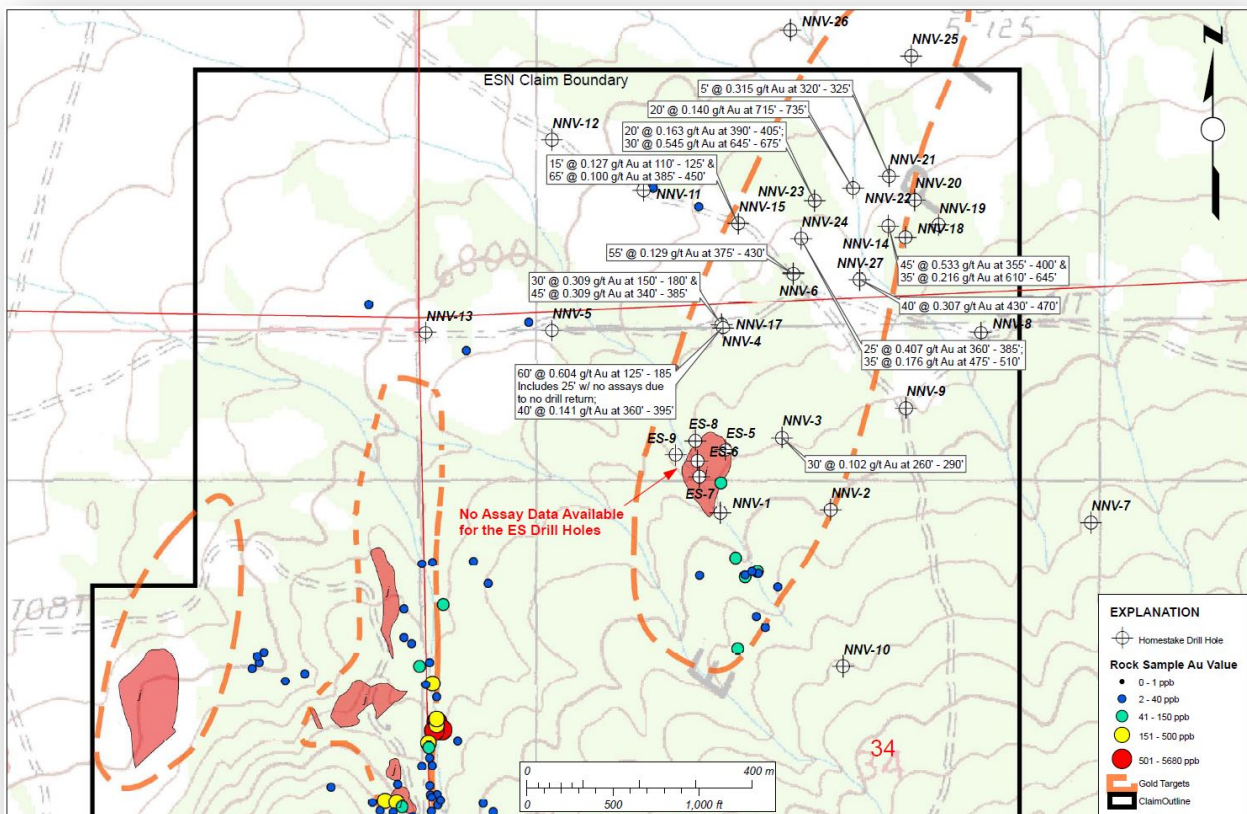 NNV-26
5-125
NNV-25
ESN Claim Boundary
5' @ 0.315 g/t Au at 320' - 325'
20' @ 0.140 g/t Au at 715' - 735'
NNV-12
20' @ 0.163 g/t Au at 390' - 405';
30' @ 0.545 g/t Au at 645' - 675'
NNV-21
15' @ 0.127 g/t Au at 110' - 125' &
65' @ 0.100 g/t Au at 385' - 450'
NNV-11
NNV-23
NNV-22
NNV-20
NNV-15
NNV-24
NNV-19
NNV-14
NNV-18
6800
55' @ 0.129 g/t Au at 375' - 430'
NNV-6
NNV-27
45' @ 0.533 g/t Au at 355' - 400' &
35' @ 0.216 g/t Au at 610' - 645'
30' @ 0.309 g/t Au at 150' - 180' &
45' @ 0.309 g/t Au at 340' - 385'
40' @ 0.307 g/t Au at 430' - 470'
NNV-13
NNV-5
NNV-17
NNV-4
NNV-8
25' @ 0.407 g/t Au at 360' - 385';
35' @ 0.176 g/t Au at 475' - 510'
60' @ 0.604 g/t Au at 125' - 185
Includes 25' w/ no assays due
to no drill return;
40' @ 0.141 g/t Au at 360' - 395'
NNV-9
ES-8
ES-5
ES-9
ES-6
NNV-3
30' @ 0.102 g/t Au at 260' - 290'
ES-7
NNV-1
NNV-2
NNV-7
No Assay Data Available
for the ES Drill Holes
T08T
NNV-10
j
j
j
j
34
34
0 400 m
0 500 1,000 ft
N
EXPLANATION
Homestake Drill Hole
Rock Sample Au Value
0 - 1 ppb
2 - 40 ppb
41 - 150 ppb
151 - 500 ppb
501 - 5680 ppb
Gold Targets
ClaimOutline